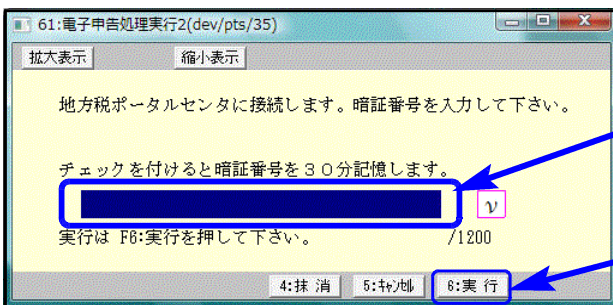 61:電子申告処理実行2(dev/pts/35)
拡大表示 縮小表示
地方税ポータルセンタに接続します。暗証番号を入力して下さい。
チェックを付けると暗証番号を30分記憶します。
ν
実行は F6:実行を押して下さい。 /1200
4:抹 消 5:キャンセル 6:実 行